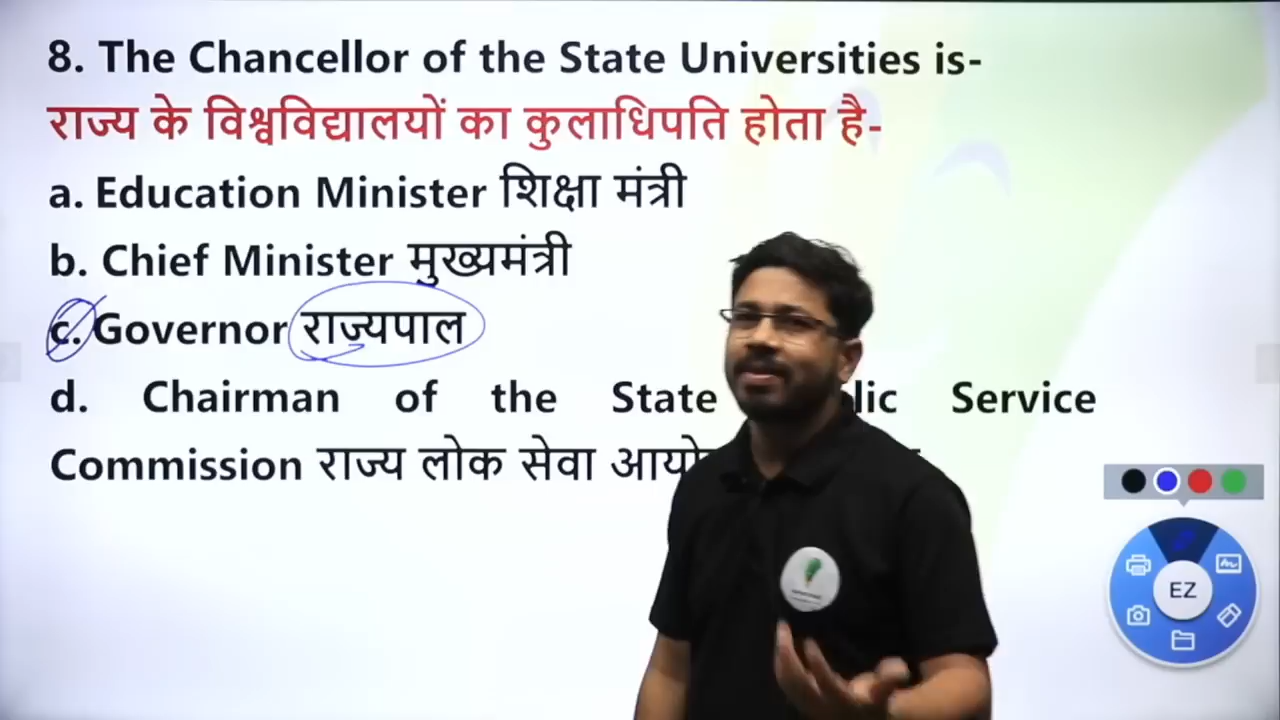 8. The Chancellor of the State Universities is-
राज्य के विश्वविद्यालयों का कुलाधिपति होता है-
a. Education Minister शिक्षा मंत्री
b. Chief Minister मुख्यमंत्री
c. Governor राज्यपाल
d. Chairman of the State lic Service
Commission राज्य लोक सेवा
EZ